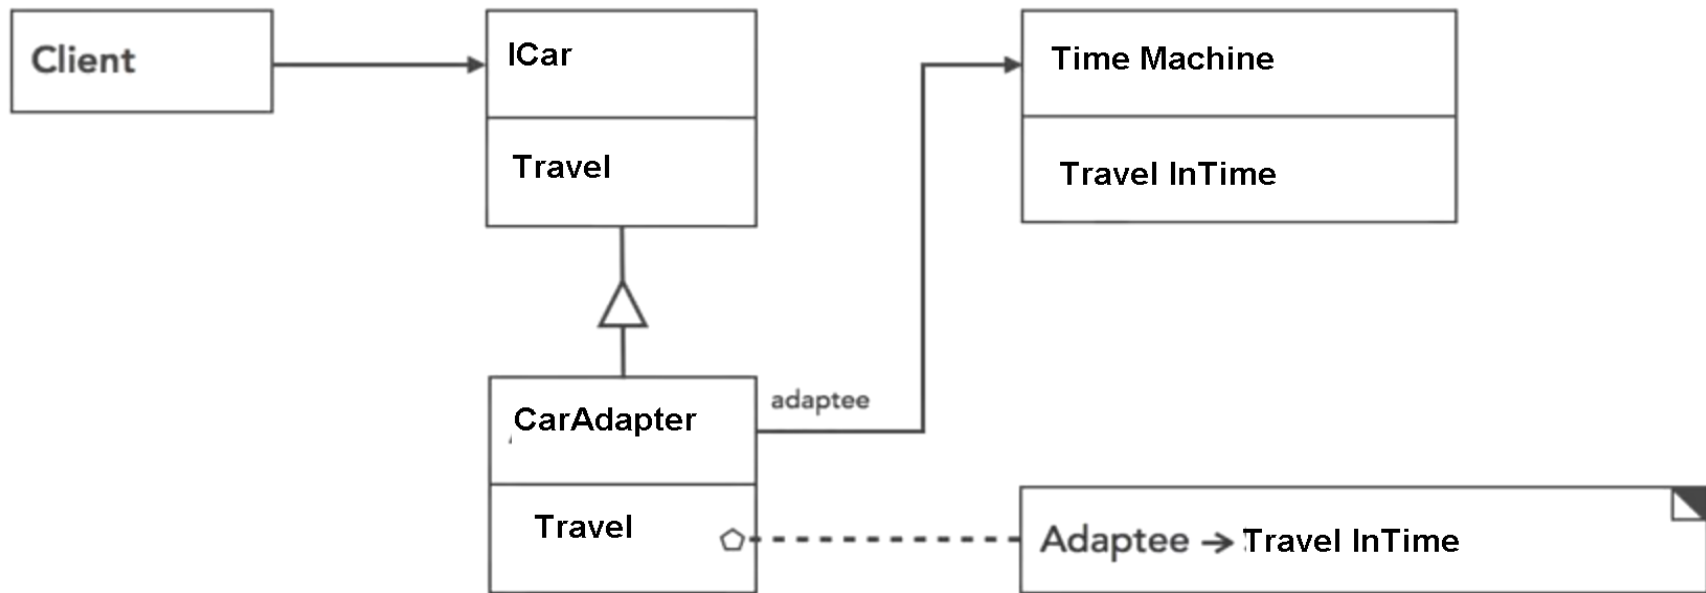 Client
ICar
Travel
Time Machine
Travel InTime
CarAdapter
Travel
adaptee
Adaptee → Travel InTime